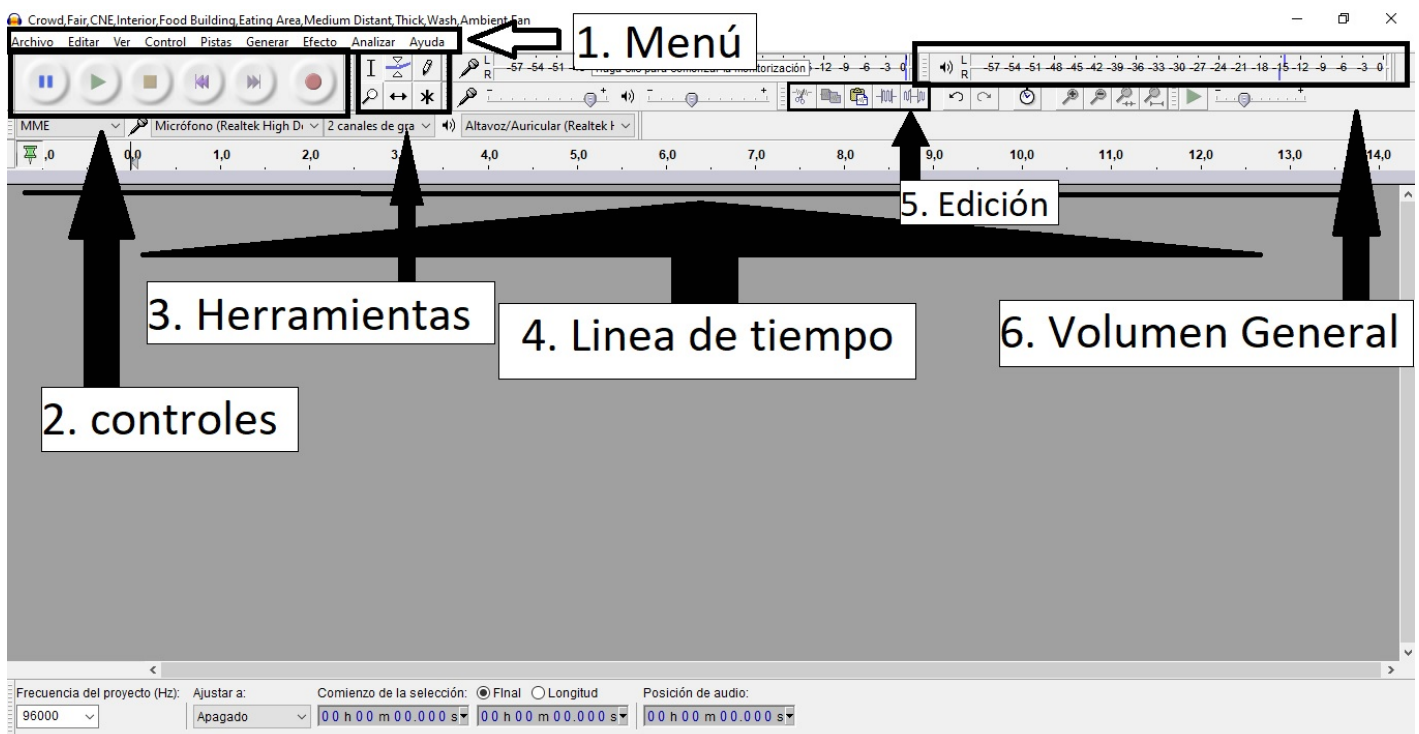 Crowd,Fair,CNE,Interior,Food Building,Eating Area,Medium Distant,Thick,Wash,Ambient,Fan
Archivo Editar Ver Control Pistas Generar Efecto Analizar Ayuda
1. Menú
L
R
-57 -54 -51 Haga clic para comenzar la monitorización -12 -9 -6 -3 0
L
R
-57 -54 -51 -48 -45 -42 -39 -36 -33 -30 -27 -24 -21 -18 -15 -12 -9 -6 -3 0
MME Micrófono (Realtek High De 2 canales de gra Altavoz/Auricular (Realtek H
,0 0,0 1,0 2,0 4,0 5,0 6,0 7,0 8,0 9,0 10,0 11,0 12,0 13,0 14,0
5. Edición
3. Herramientas
4. Linea de tiempo
6. Volumen General
2. controles
Frecuencia del proyecto (Hz): Ajustar a: Comienzo de la selección: FInal Longitud Posición de audio:
96000 Apagado 00 h 00 m 00.000 s 00 h 00 m 00.000 s 00 h 00 m 00.000 s